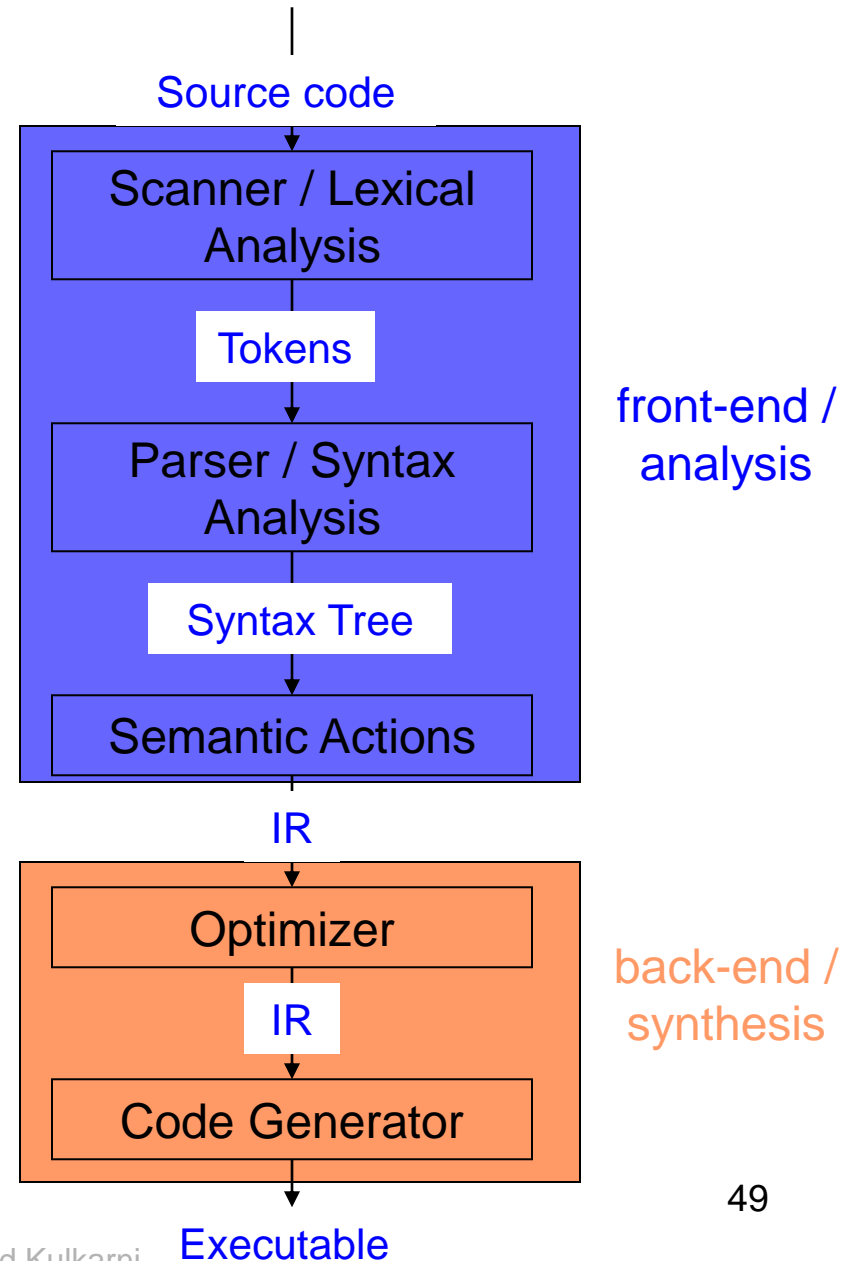 Source code
Scanner / Lexical
Analysis
Tokens
front-end /
analysis
Parser / Syntax
Analysis
Syntax Tree
Semantic Actions
IR
Optimizer
back-end /
synthesis
IR
Code Generator
49
Executable
Kulkarni